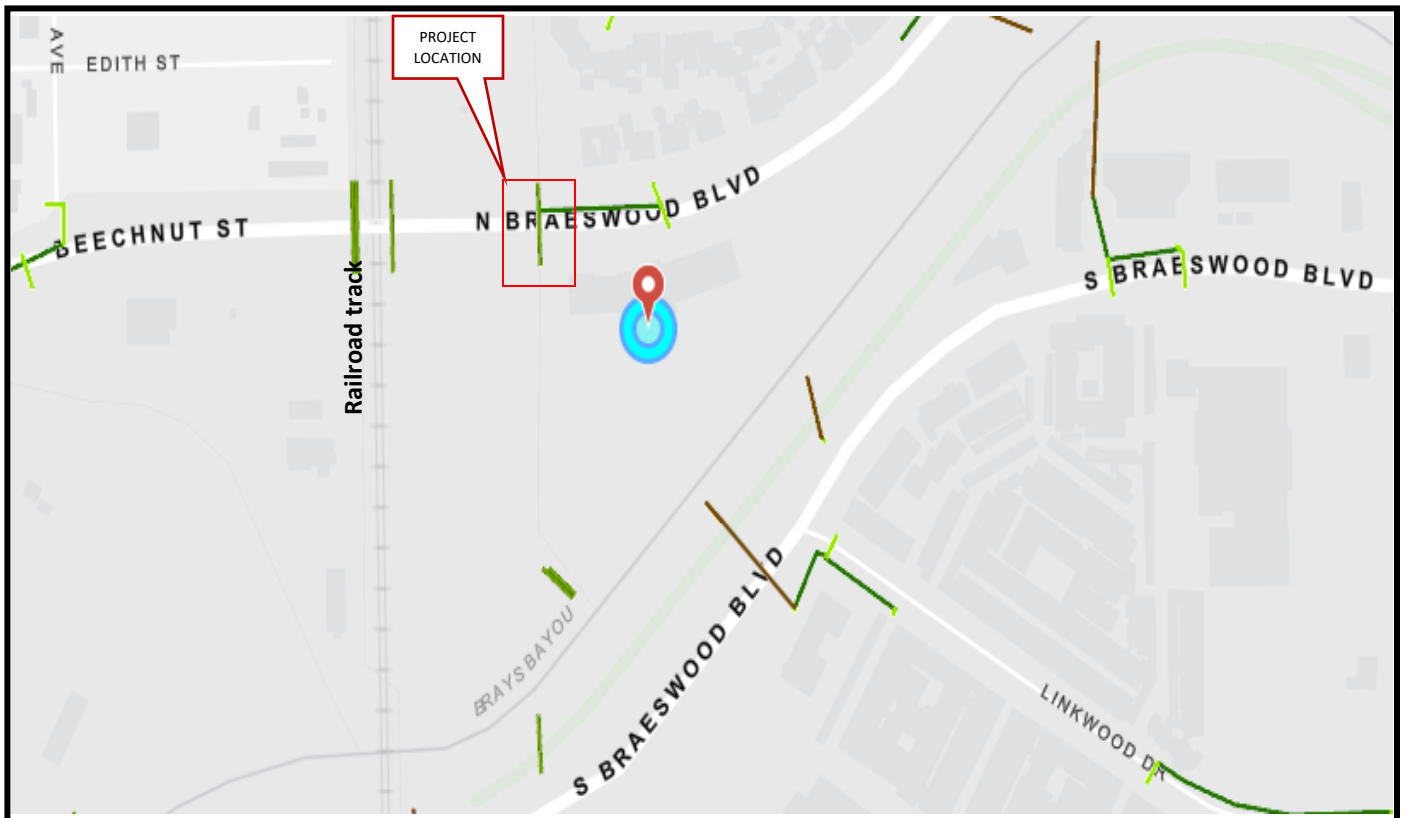 AVE
EDITH ST
PROJECT
LOCATION
BEECHNUT ST
N BRAESWOOD BLVD
Railroad track
S BRAESWOOD BLVD
BRAYS BAYOU
S BRAESWOOD BLVD
LINKWOOD DR